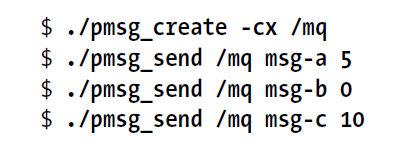 $ ./pmsg_create -cx /mq
$ ./pmsg_send /mq msg-a 5
$ ./pmsg_send /mq msg-b 0
$ ./pmsg_send /mq msg-c 10